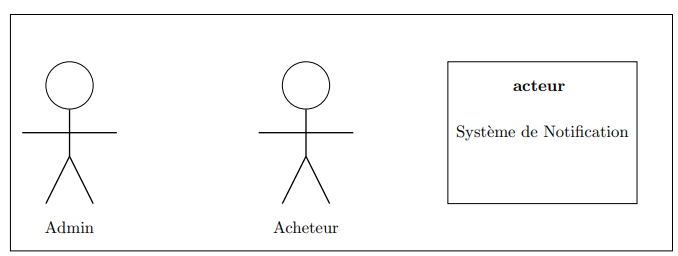 acteur
Système de Notification
Admin
Acheteur